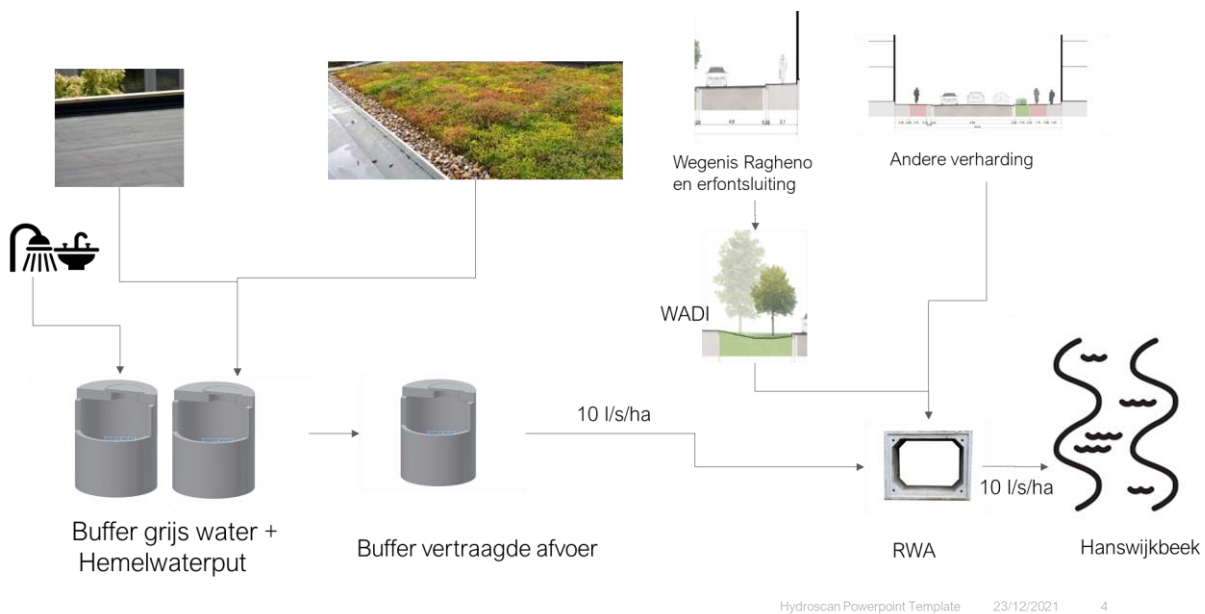 Wegenis Ragheno
en erfontsluiting
Andere verharding
WADI
10 l/s/ha
10 l/s/ha
Buffer grijs water +
Hemelwaterput
Buffer vertraagde afvoer
RWA
Hanswijkbeek
Hydroscan Powerpoint Template 23/12/2021 4